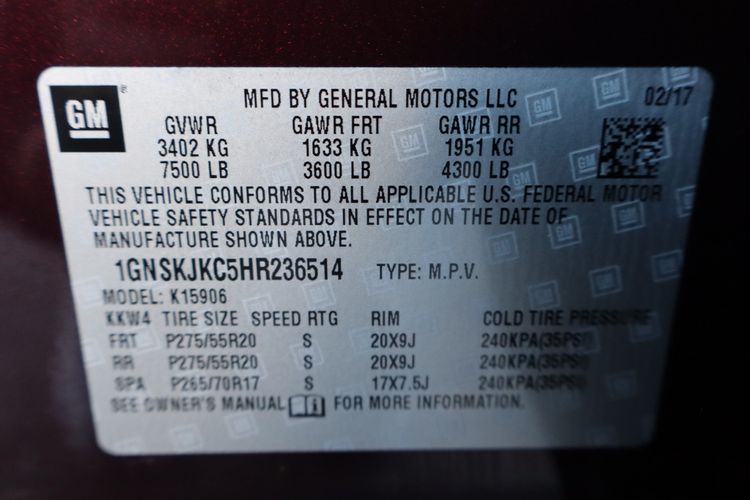 GM
MFD BY GENERAL MOTORS LLC 02/17
GVWR GAWR FRT GAWR RR
3402 KG 1633 KG 1951 KG
7500 LB 3600 LB 4300 LB
THIS VEHICLE CONFORMS TO ALL APPLICABLE U.S. FEDERAL MOTOR
VEHICLE SAFETY STANDARDS IN EFFECT ON THE DATE OF
MANUFACTURE SHOWN ABOVE.
1GNSKJKC5HR236514 TYPE: M.P.V.
MODEL: K15906
KKW4 TIRE SIZE SPEED RTG RIM COLD TIRE PRESSURE
FRT P275/55R20 S 20X9J 240KPA(35PSI)
RR P275/55R20 S 20X9J 240KPA(35PSI)
SPA P265/70R17 S 17X7.5J 240KPA(35PSI)
SEE OWNER'S MANUAL FOR MORE INFORMATION.